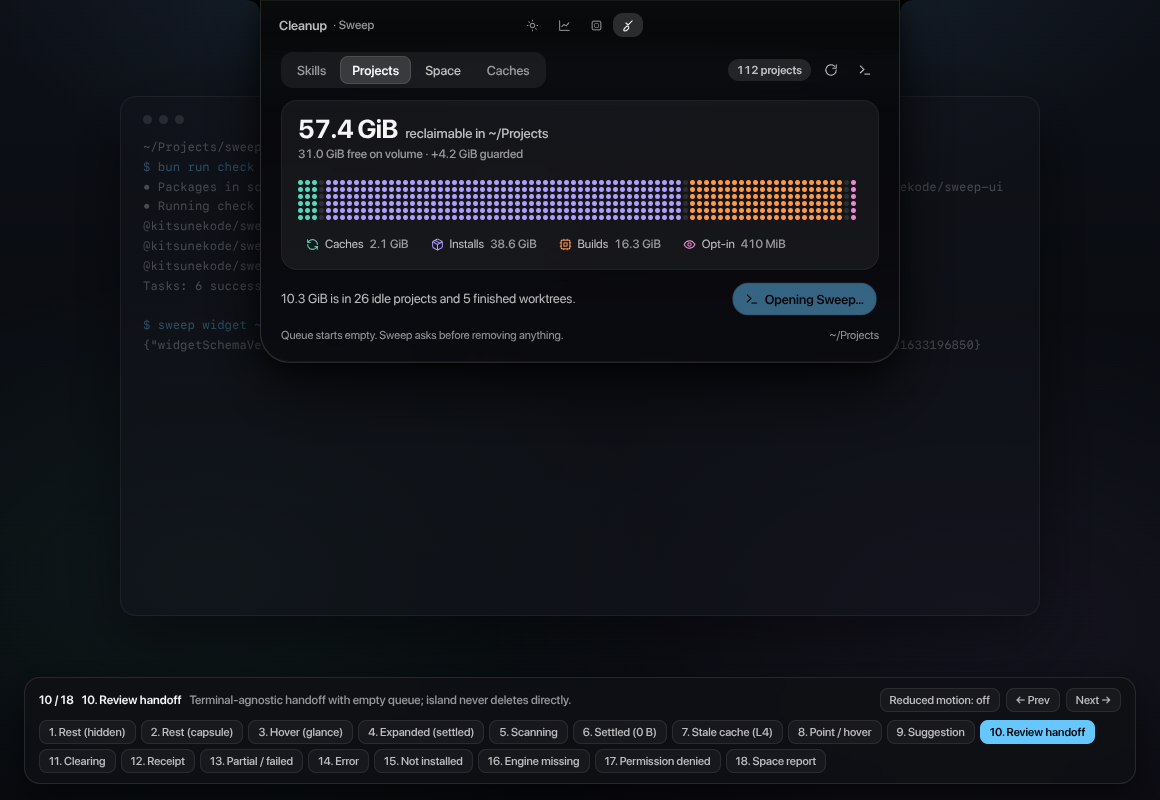 Cleanup · Sweep
Skills Projects Space Caches 112 projects
57.4 GiB reclaimable in ~/Projects
31.0 GiB free on volume · +4.2 GiB guarded
Caches 2.1 GiB Installs 38.6 GiB Builds 16.3 GiB Opt-in 410 MiB
10.3 GiB is in 26 idle projects and 5 finished worktrees. Opening Sweep...
Queue starts empty. Sweep asks before removing anything. ~/Projects
~/Projects/sweep
$ bun run check
• Packages in sc ekode/sweep-ui
• Running check
@kitsunekode/swe
@kitsunekode/swe
@kitsunekode/swe
Tasks: 6 success
$ sweep widget ~
{"widgetSchemaVe 1633196850}
10 / 18 10. Review handoff Terminal-agnostic handoff with empty queue; island never deletes directly. Reduced motion: off ← Prev Next →
1. Rest (hidden) 2. Rest (capsule) 3. Hover (glance) 4. Expanded (settled) 5. Scanning 6. Settled (0 B) 7. Stale cache (L4) 8. Point / hover 9. Suggestion 10. Review handoff
11. Clearing 12. Receipt 13. Partial / failed 14. Error 15. Not installed 16. Engine missing 17. Permission denied 18. Space report